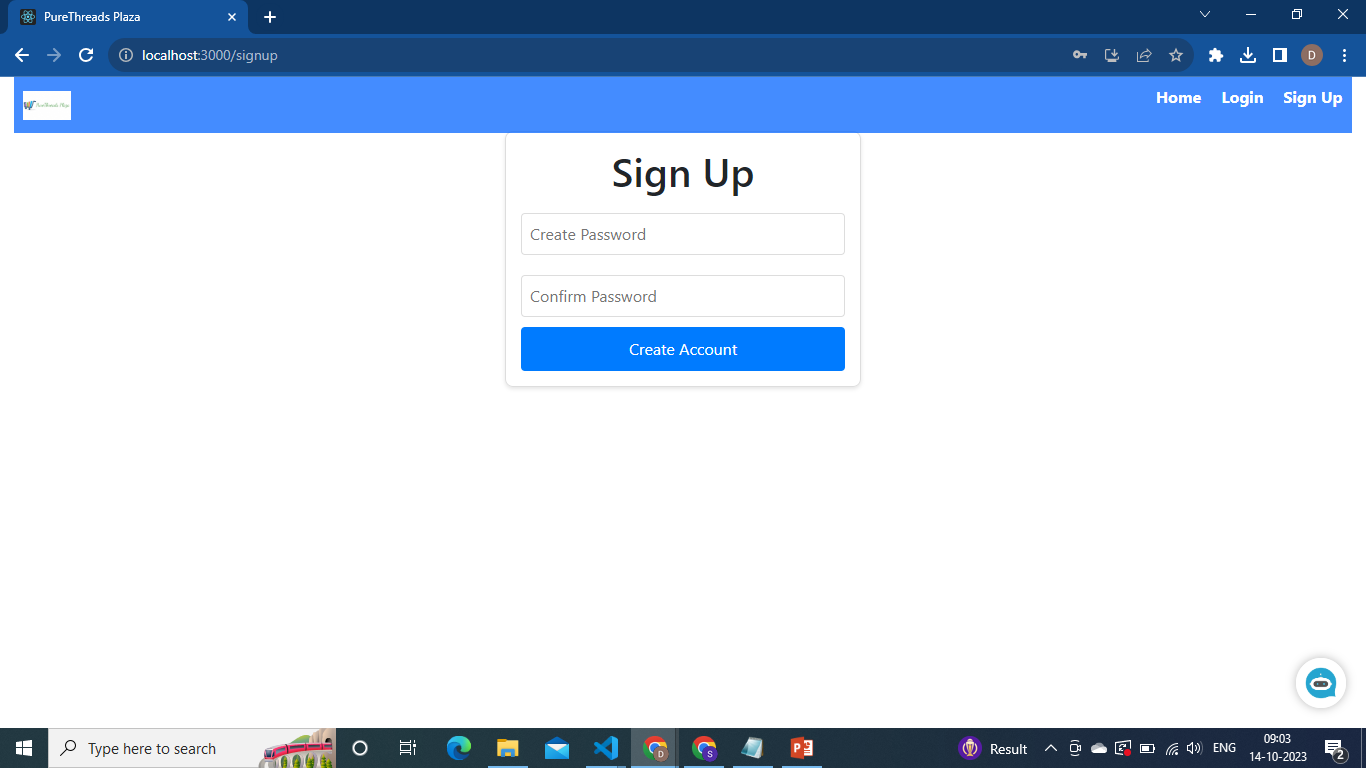 PureThreads Plaza
localhost:3000/signup
D
PureThreads Plaza
Home Login Sign Up
Sign Up
Create Password
Confirm Password
Create Account
Type here to search
D
S
Result
ENG
09:03
14-10-2023
2